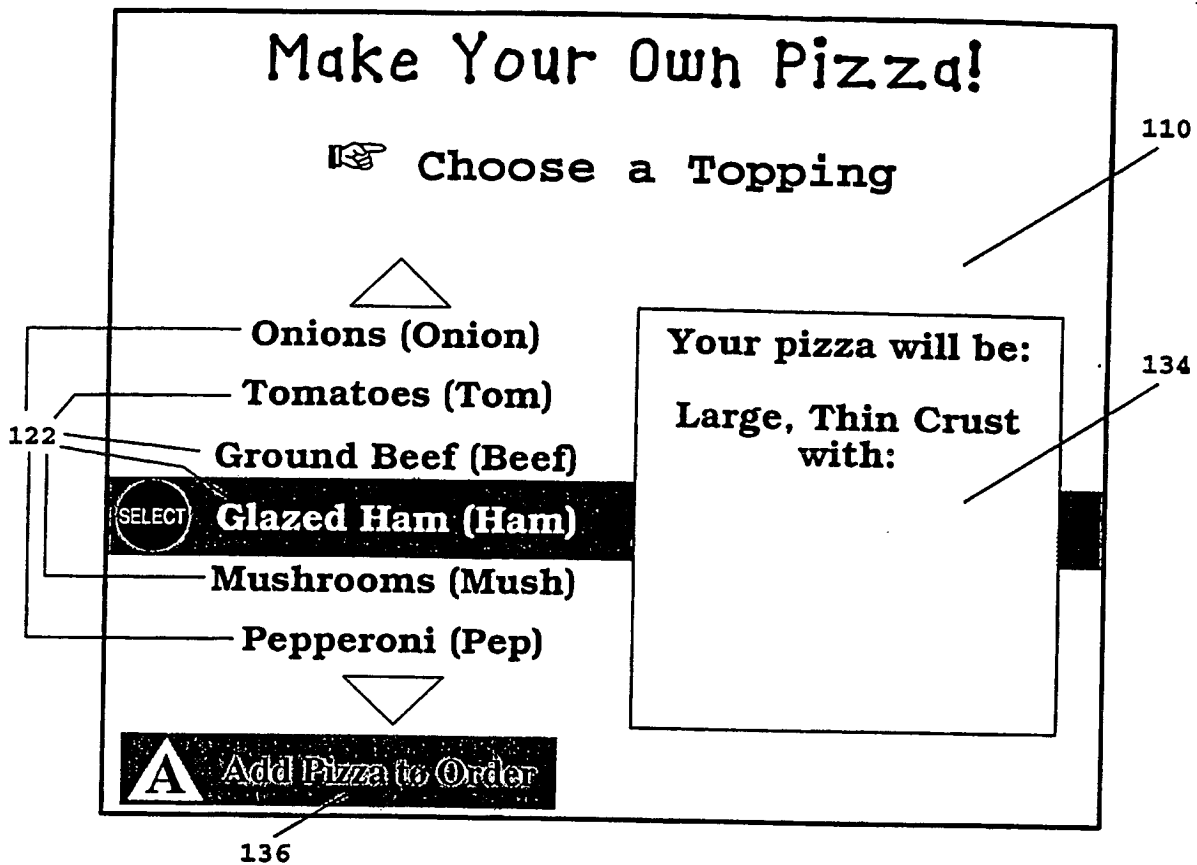 Make Your Own Pizza!
☞ Choose a Topping
110
Onions (Onion)
Tomatoes (Tom)
122
Ground Beef (Beef)
SELECT Glazed Ham (Ham)
Mushrooms (Mush)
Pepperoni (Pep)
Your pizza will be:
134
Large, Thin Crust
with:
A Add Pizza to Order
136